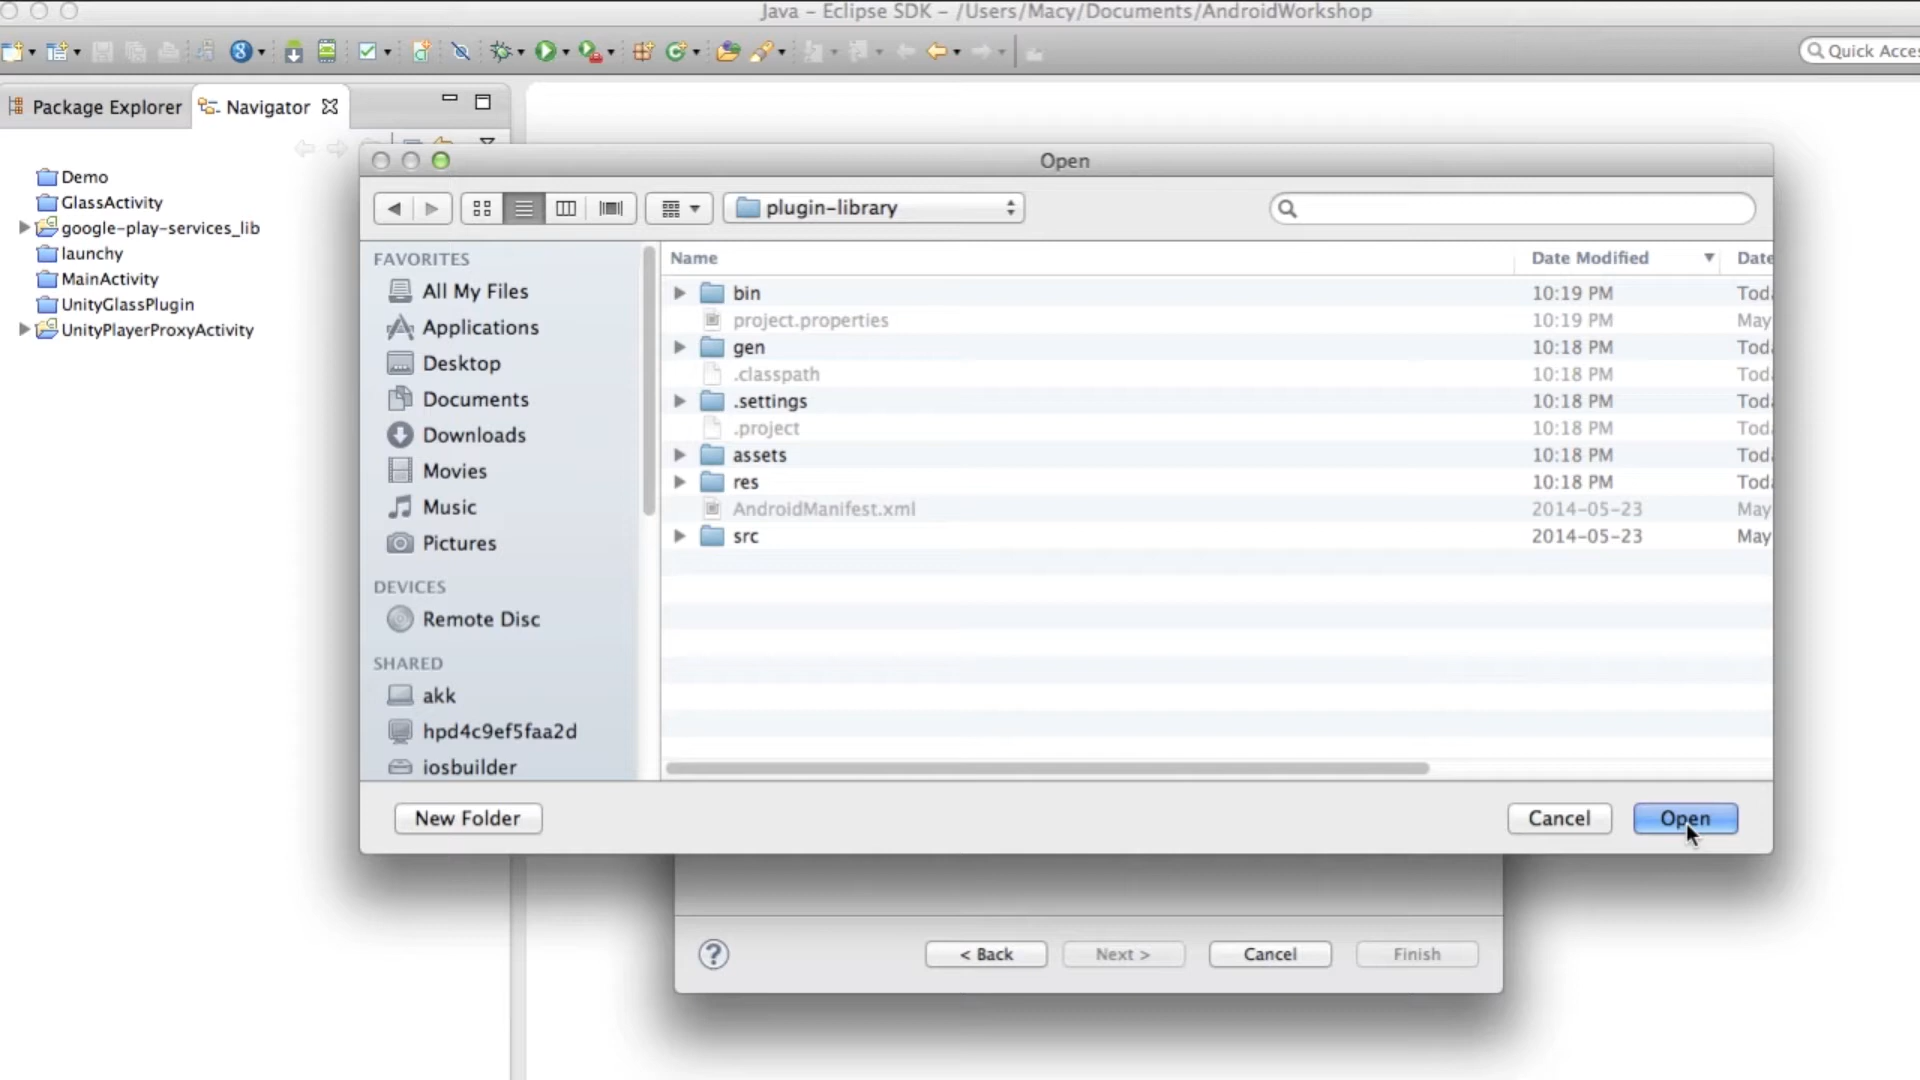 Java – Eclipse SDK – /Users/Macy/Documents/AndroidWorkshop
Quick Acces
Package Explorer
Navigator
Demo
GlassActivity
google-play-services_lib
launchy
MainActivity
UnityGlassPlugin
UnityPlayerProxyActivity
Open
plugin-library
FAVORITES
All My Files
Applications
Desktop
Documents
Downloads
Movies
Music
Pictures
DEVICES
Remote Disc
SHARED
akk
hpd4c9ef5faa2d
iosbuilder
Name Date Modified Date
bin 10:19 PM Tod
project.properties 10:19 PM May
gen 10:18 PM Tod
.classpath 10:18 PM Tod
.settings 10:18 PM Tod
.project 10:18 PM Tod
assets 10:18 PM Tod
res 10:18 PM Tod
AndroidManifest.xml 2014-05-23 May
src 2014-05-23 May
New Folder Cancel Open
? < Back Next > Cancel Finish